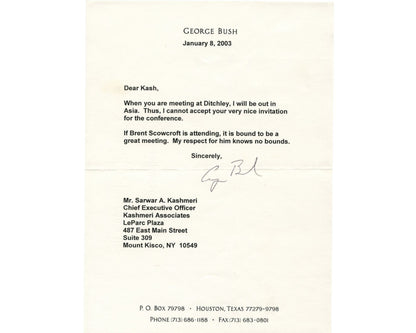 GEORGE BUSH
January 8, 2003
Dear Kash,
When you are meeting at Ditchley, I will be out in
Asia. Thus, I cannot accept your very nice invitation
for the conference.
If Brent Scowcroft is attending, it is bound to be a
great meeting. My respect for him knows no bounds.
Sincerely,
G Bush
Mr. Sarwar A. Kashmeri
Chief Executive Officer
Kashmeri Associates
LeParc Plaza
487 East Main Street
Suite 309
Mount Kisco, NY 10549
P. O. BOX 79798 · HOUSTON, TEXAS 77279-9798
PHONE (713) 686-1188 · FAX (713) 683-0801